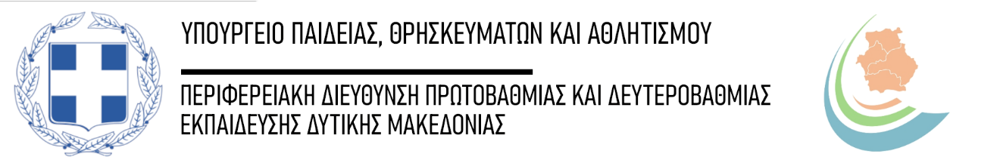 ΥΠΟΥΡΓΕΙΟ ΠΑΙΔΕΙΑΣ, ΘΡΗΣΚΕΥΜΑΤΩΝ ΚΑΙ ΑΘΛΗΤΙΣΜΟΥ
ΠΕΡΙΦΕΡΕΙΑΚΗ ΔΙΕΥΘΥΝΣΗ ΠΡΩΤΟΒΑΘΜΙΑΣ ΚΑΙ ΔΕΥΤΕΡΟΒΑΘΜΙΑΣ
ΕΚΠΑΙΔΕΥΣΗΣ ΔΥΤΙΚΗΣ ΜΑΚΕΔΟΝΙΑΣ